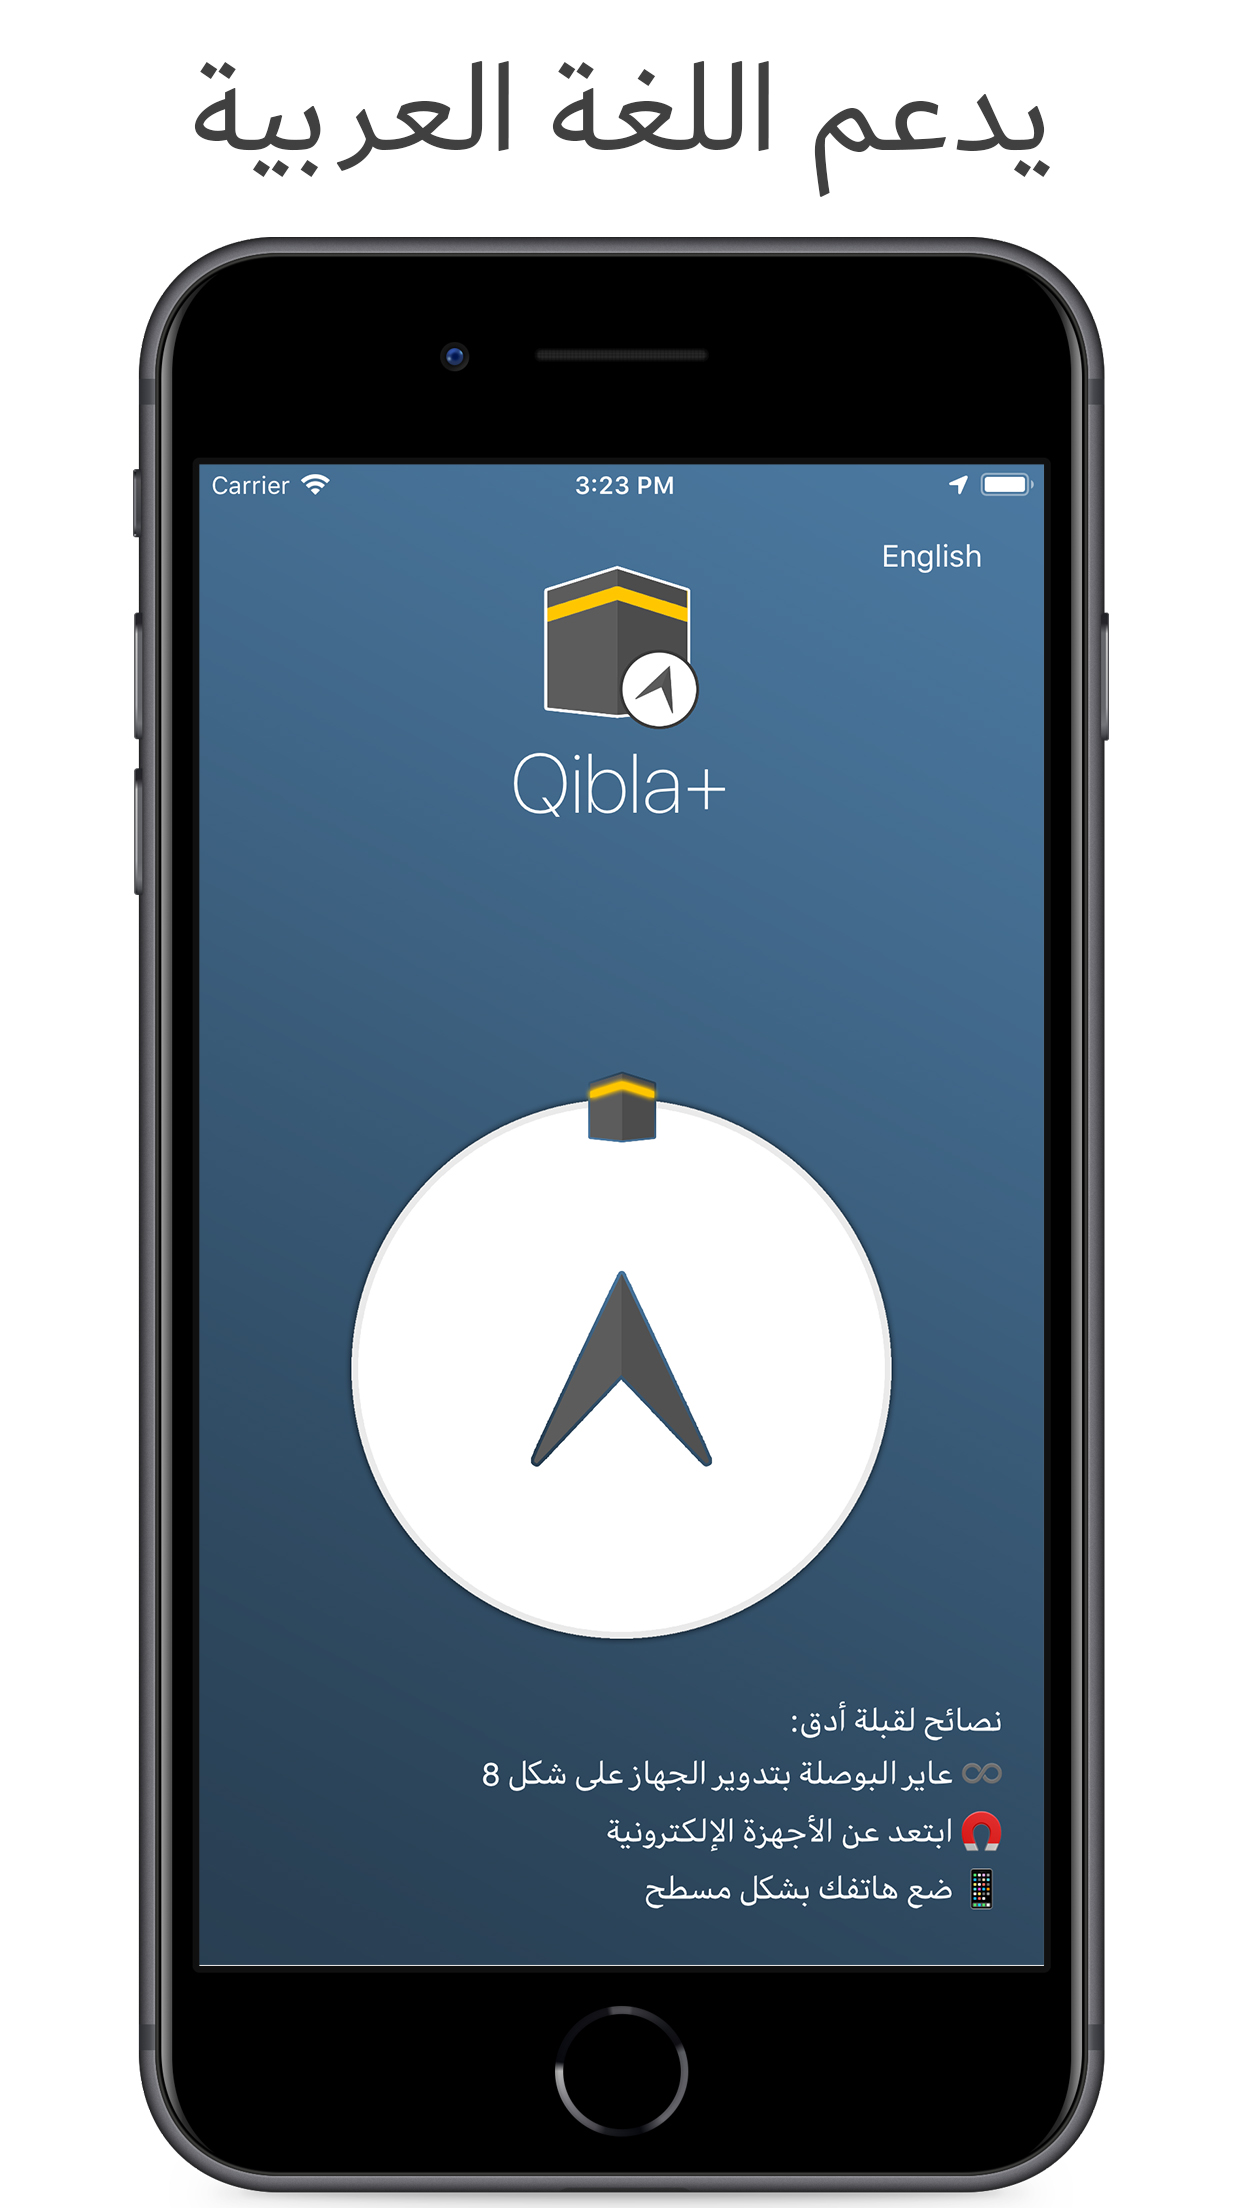 يدعم اللغة العربية
Carrier 3:23 PM
English
Qibla+
نصائح لقبلة أدق:
♾ عاير البوصلة بتدوير الجهاز على شكل 8
🧲 ابتعد عن الأجهزة الإلكترونية
📱 ضع هاتفك بشكل مسطح